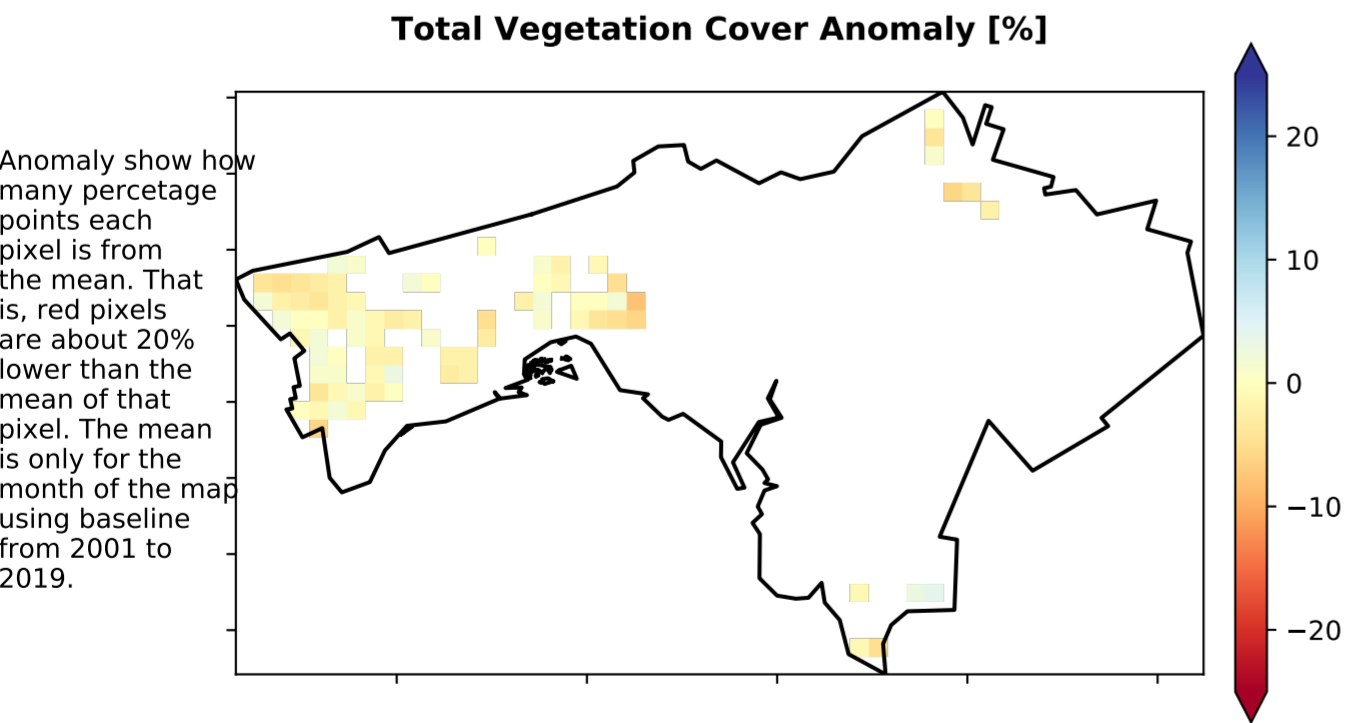 Total Vegetation Cover Anomaly [%]
Anomaly show how
many percetage
points each
pixel is from
the mean. That
is, red pixels
are about 20%
lower than the
mean of that
pixel. The mean
is only for the
month of the map
using baseline
from 2001 to
2019.
20
10
0
−10
−20